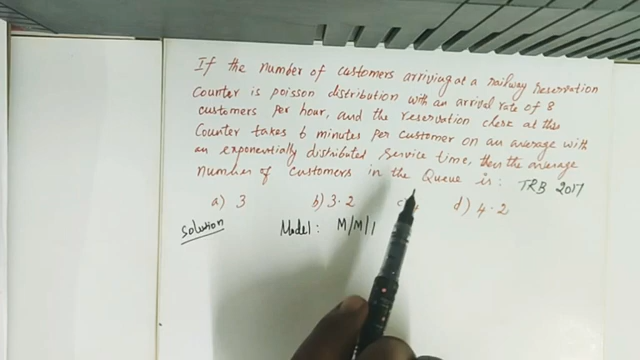 If the number of customers arriving at a railway reservation
Counter is poisson distribution with an arrival rate of 8
customers per hour, and the reservation clerk at the
Counter takes 6 minutes per customer on an average with
an exponentially distributed service time, then the average
number of customers in the Queue is: TRB 2017
a) 3 b) 3.2 c) d) 4.2
Solution Model: M/M/1